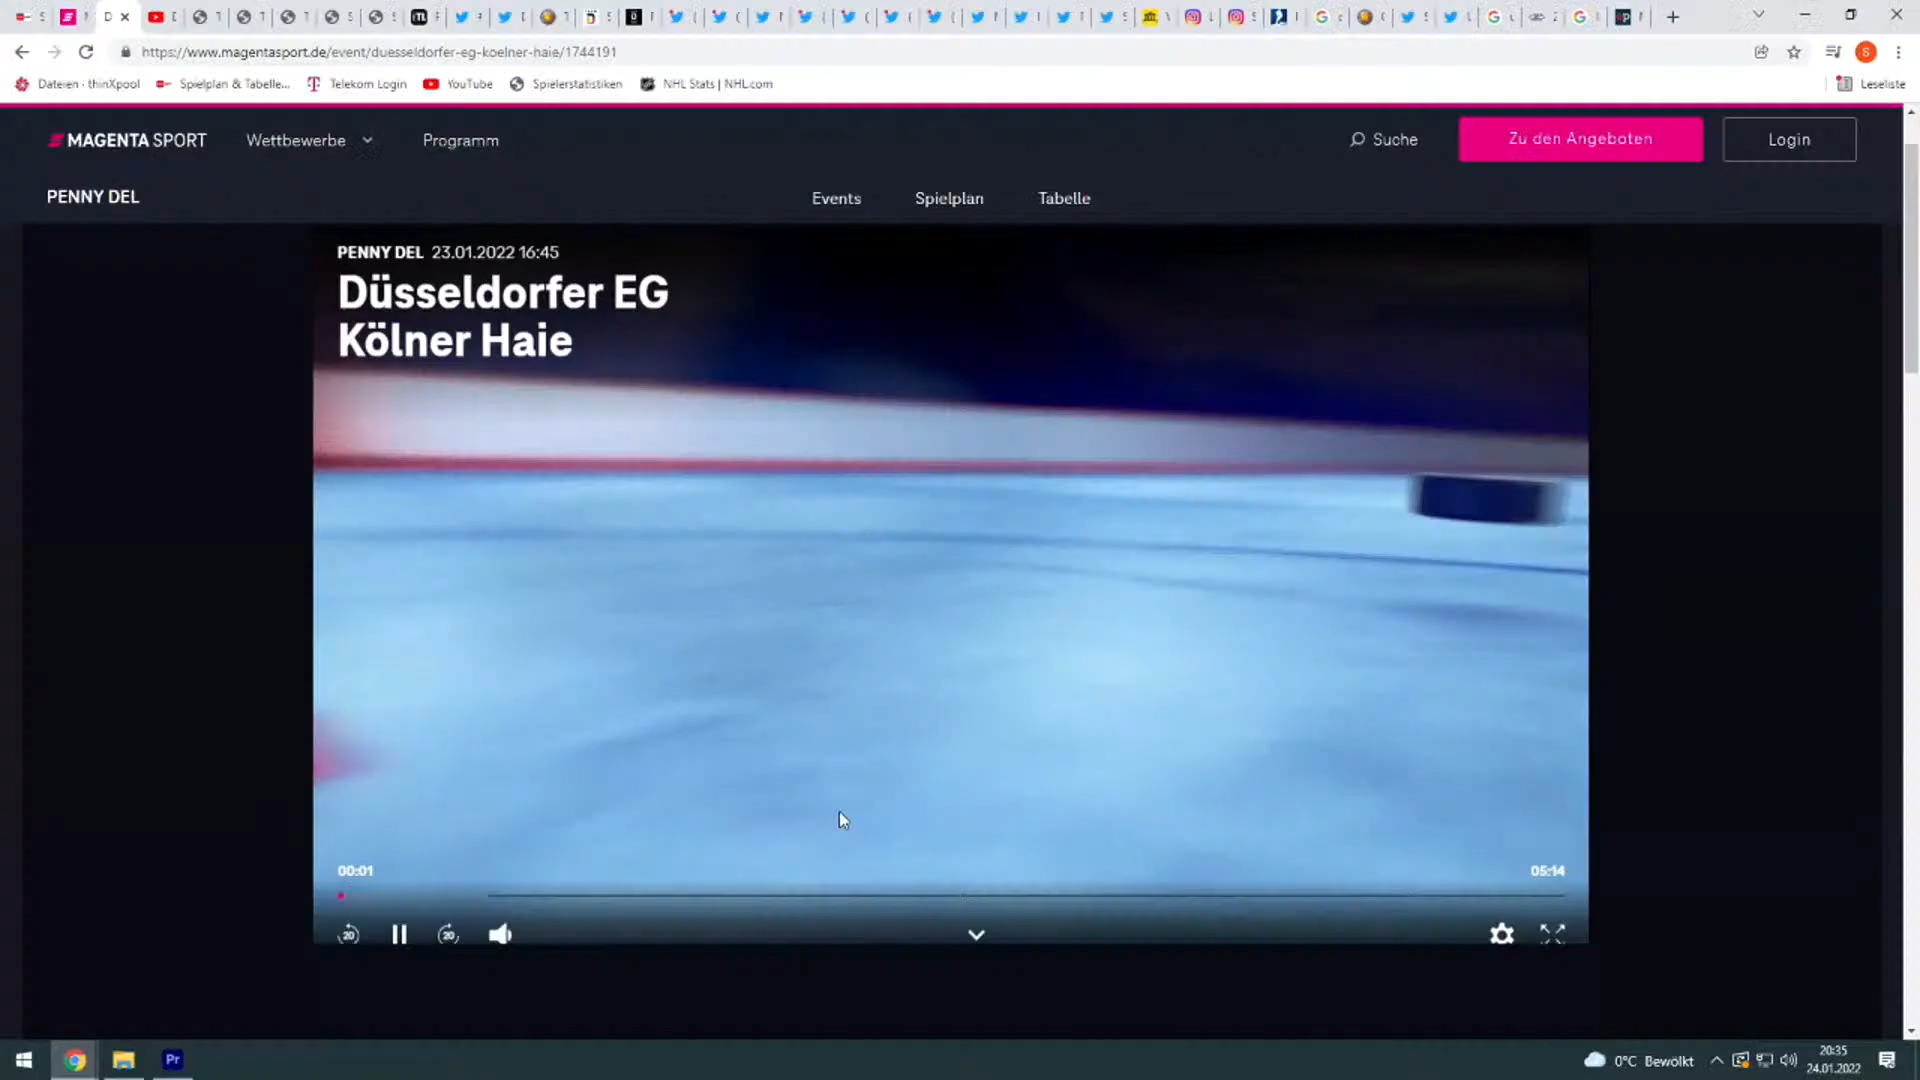 https://www.magentasport.de/event/duesseldorfer-eg-koelner-haie/1744191
S
Dateien - thinXpool
Spielplan & Tabelle...
Telekom Login
YouTube
Spielerstatistiken
NHL Stats | NHL.com
Leseliste
MAGENTA SPORT
Wettbewerbe
Programm
Suche
Zu den Angeboten
Login
PENNY DEL
Events
Spielplan
Tabelle
PENNY DEL 23.01.2022 16:45
Düsseldorfer EG
Kölner Haie
00:01
05:14
20
20
Pr
0°C Bewölkt
20:35
24.01.2022